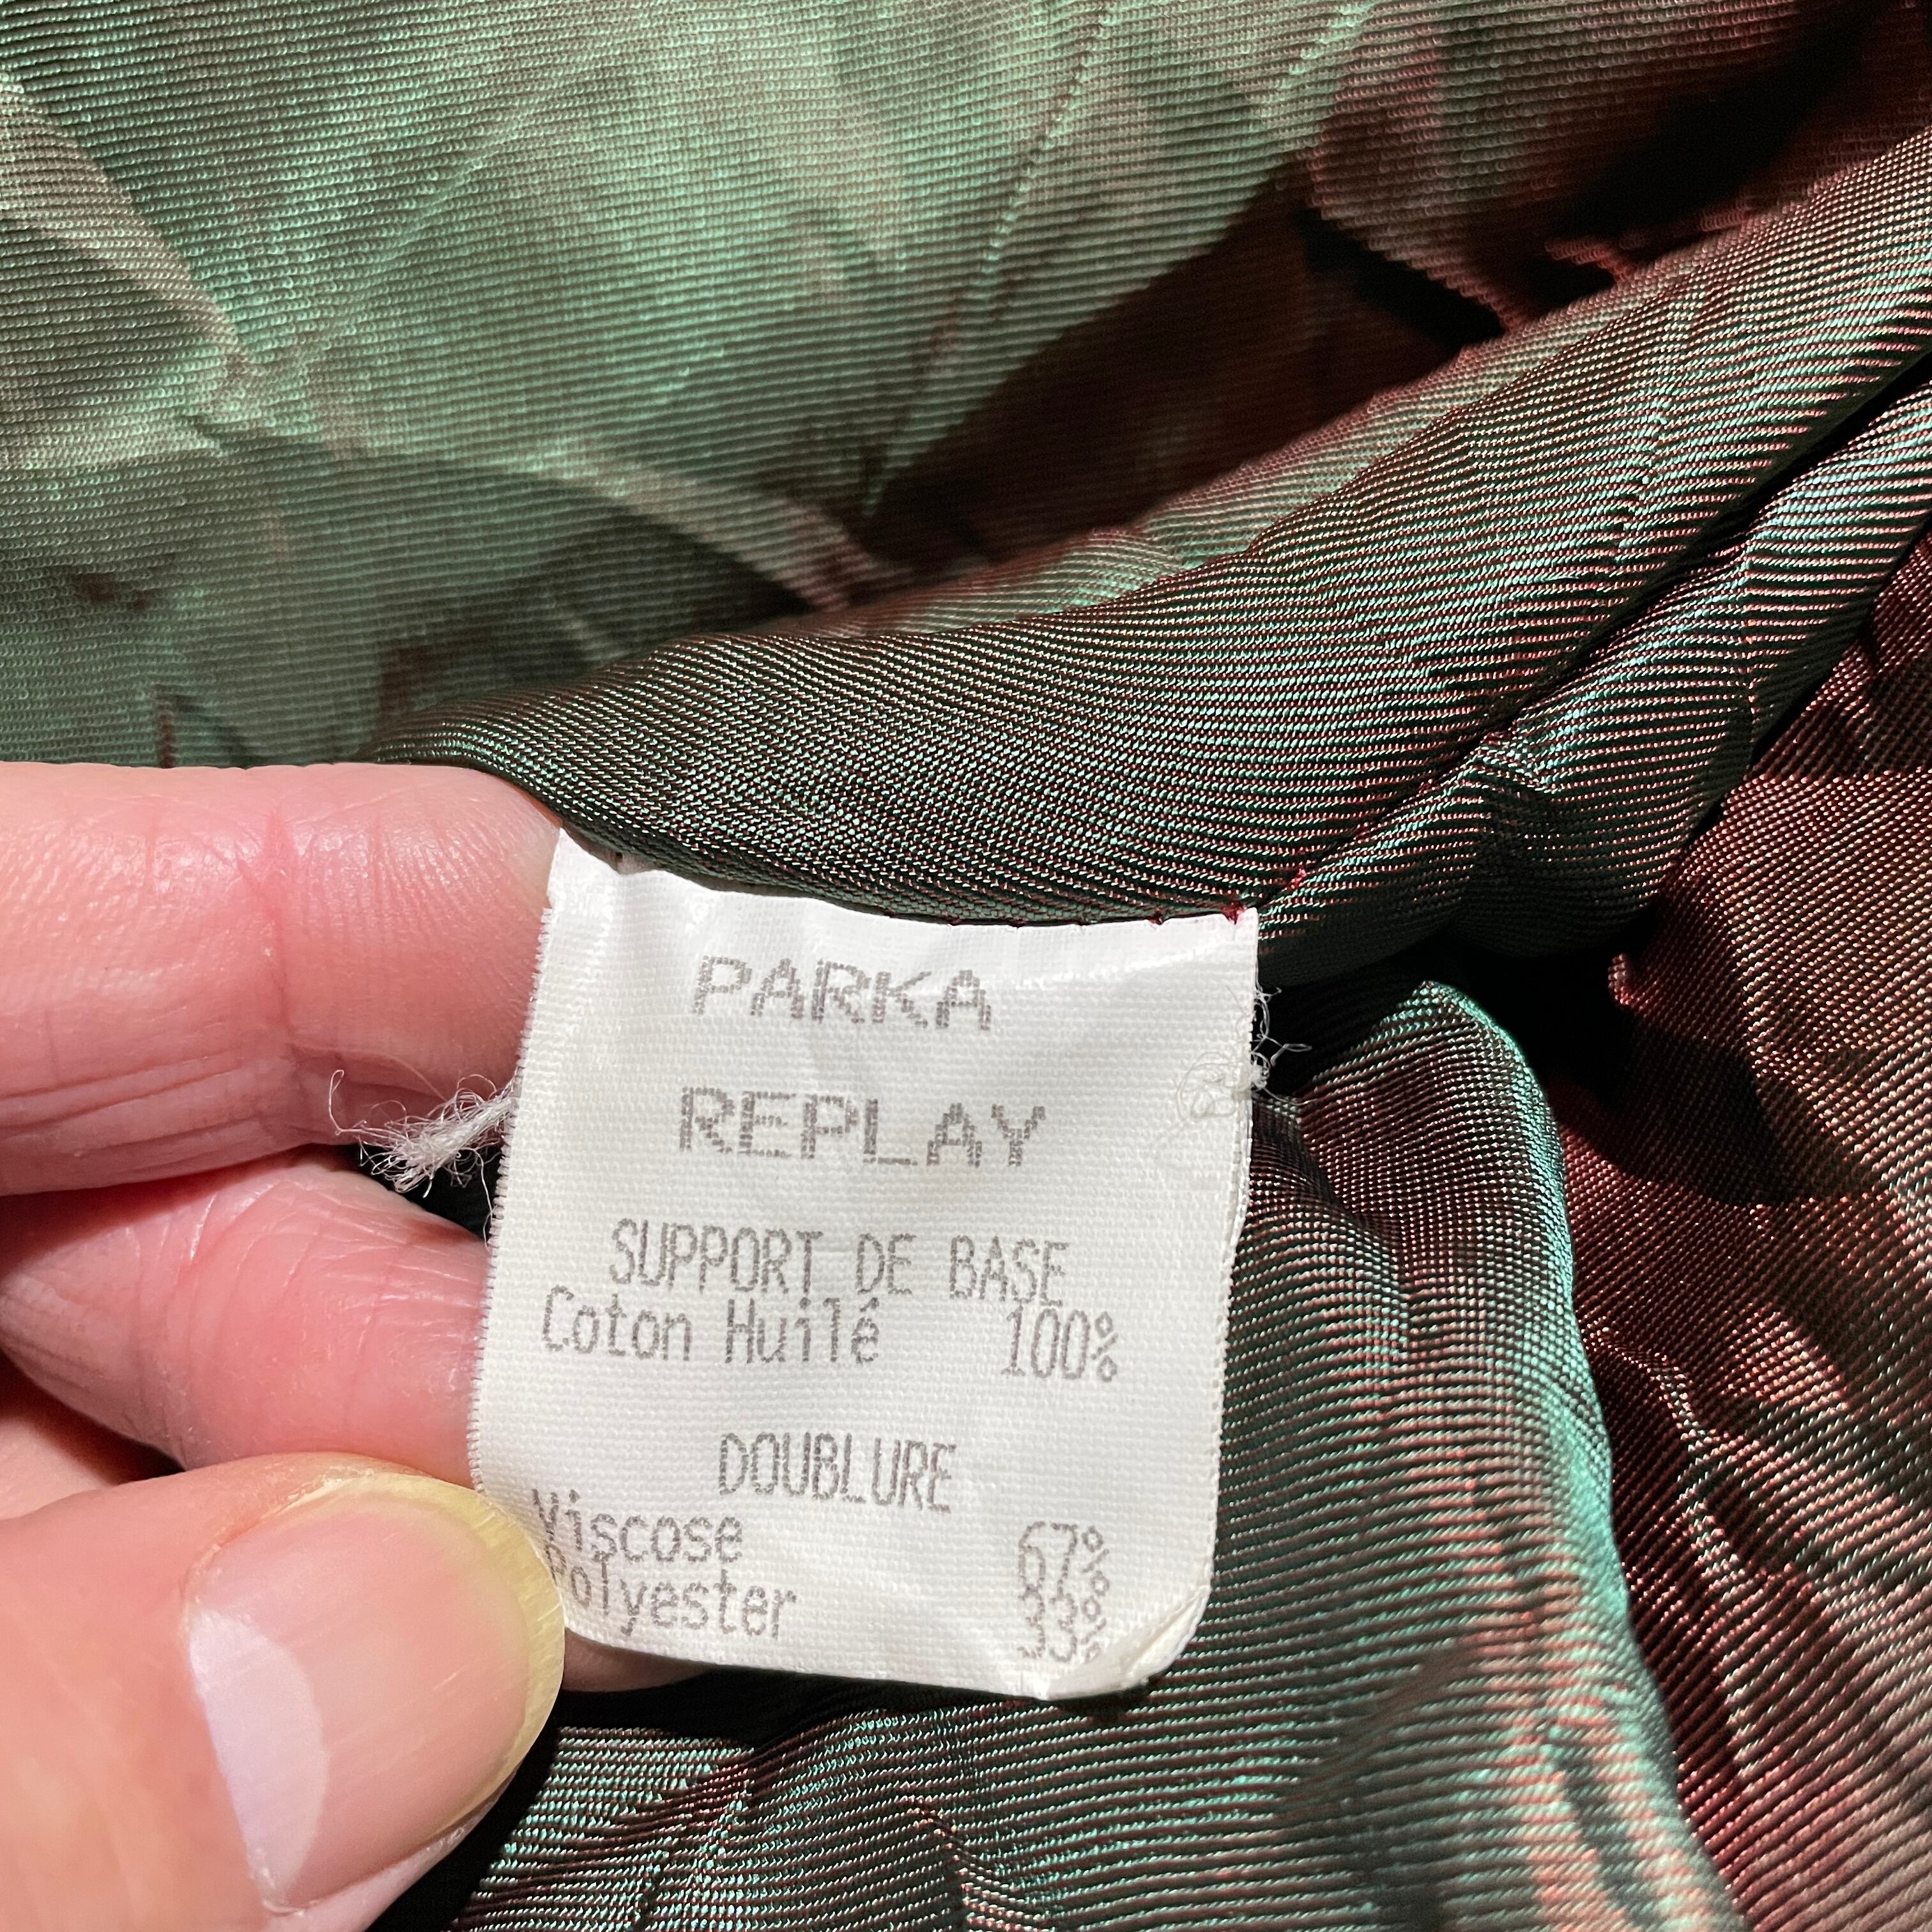 PARKA
REPLAY
SUPPORT DE BASE
Coton Huilé 100%
DOUBLURE
Viscose 67%
Polyester 33%